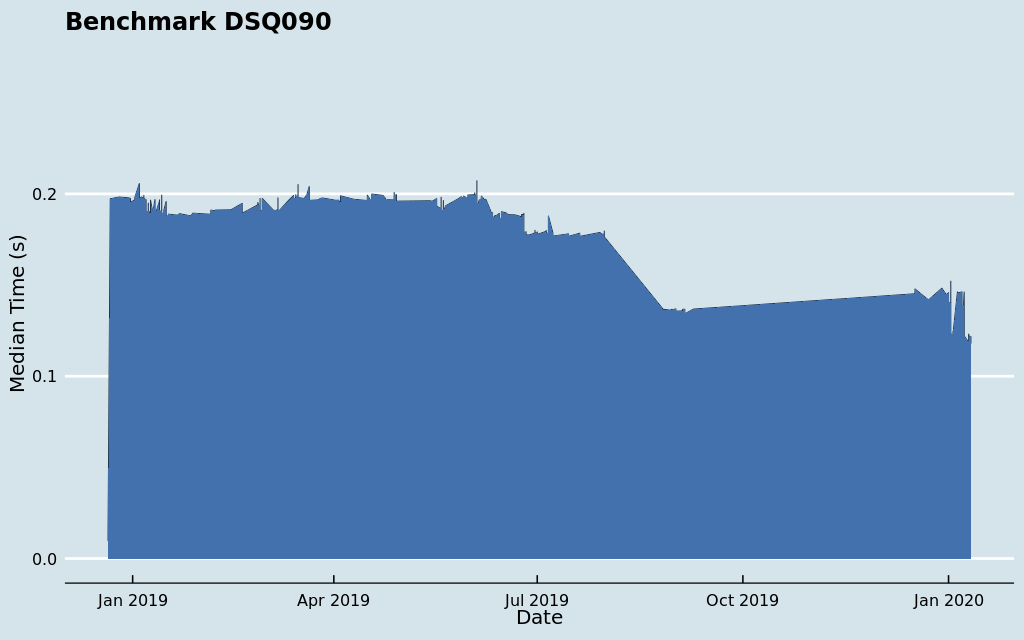 Benchmark DSQ090
Median Time (s)
0.2
0.1
0.0
Jan 2019
Apr 2019
Jul 2019
Oct 2019
Jan 2020
Date